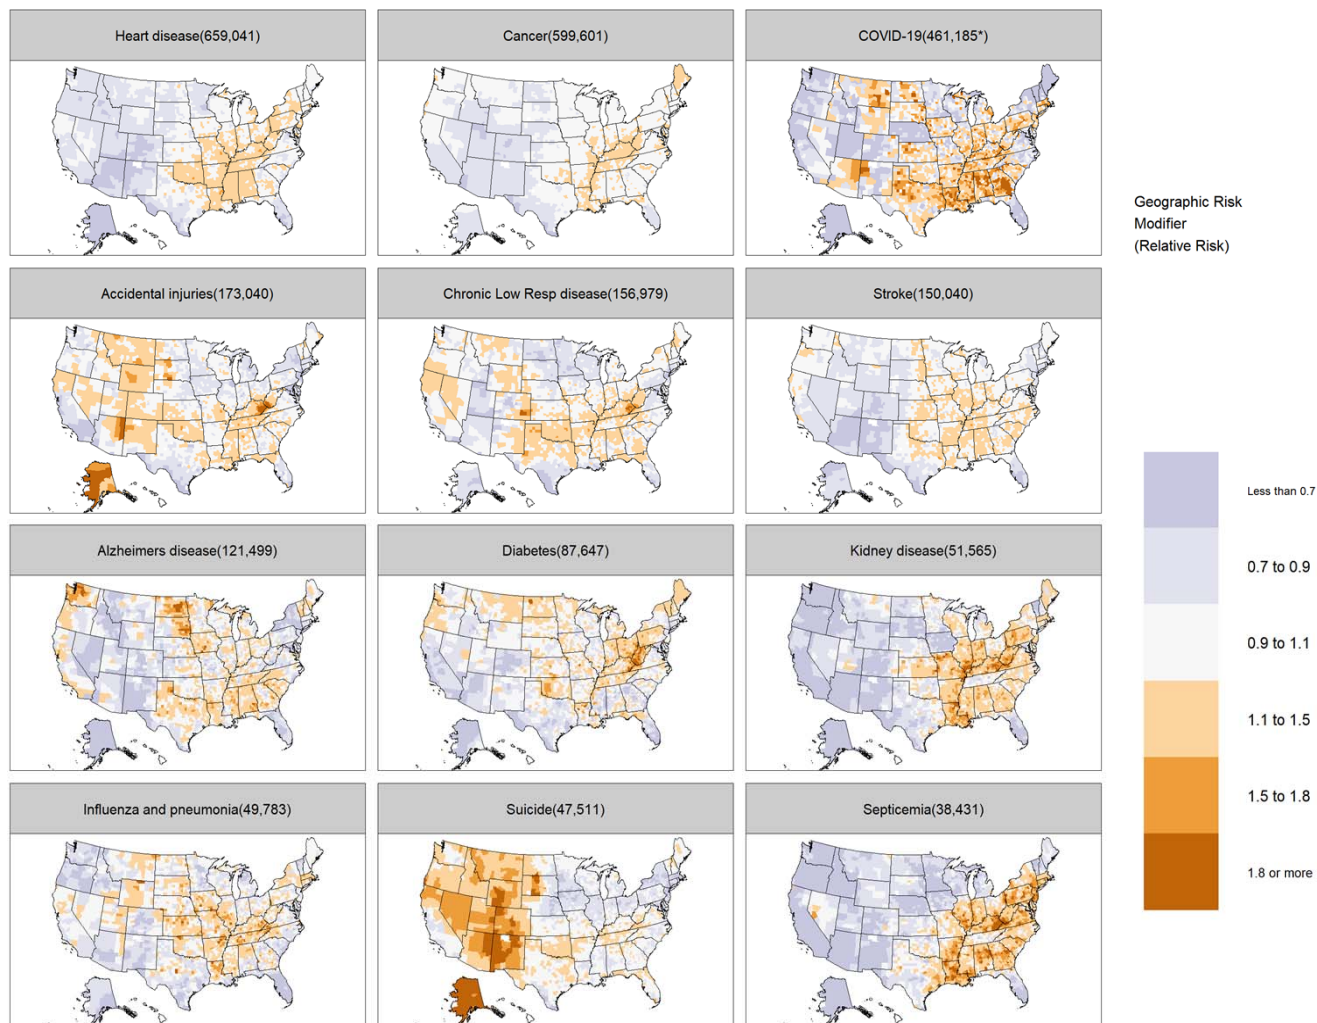 Heart disease(659,041)
Cancer(599,601)
COVID-19(461,185*)
Geographic Risk
Modifier
(Relative Risk)
Accidental injuries(173,040)
Chronic Low Resp disease(156,979)
Stroke(150,040)
Less than 0.7
0.7 to 0.9
0.9 to 1.1
1.1 to 1.5
1.5 to 1.8
1.8 or more
Alzheimers disease(121,499)
Diabetes(87,647)
Kidney disease(51,565)
Influenza and pneumonia(49,783)
Suicide(47,511)
Septicemia(38,431)